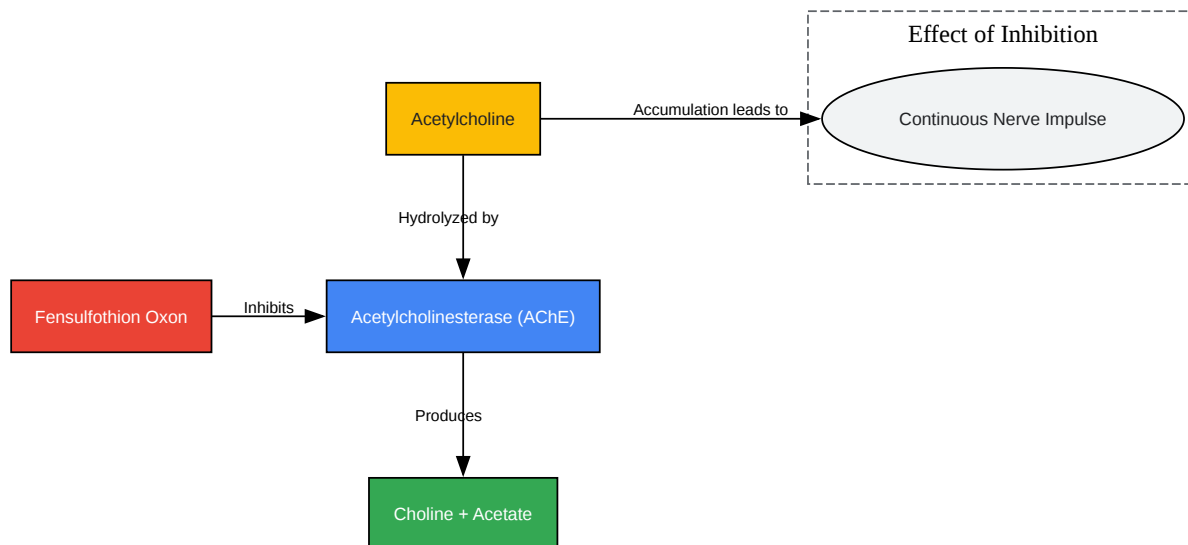 Effect of Inhibition
Acetylcholine
Accumulation leads to
Continuous Nerve Impulse
Hydrolyzed by
Fensulfothion Oxon
Inhibits
Acetylcholinesterase (AChE)
Produces
Choline + Acetate